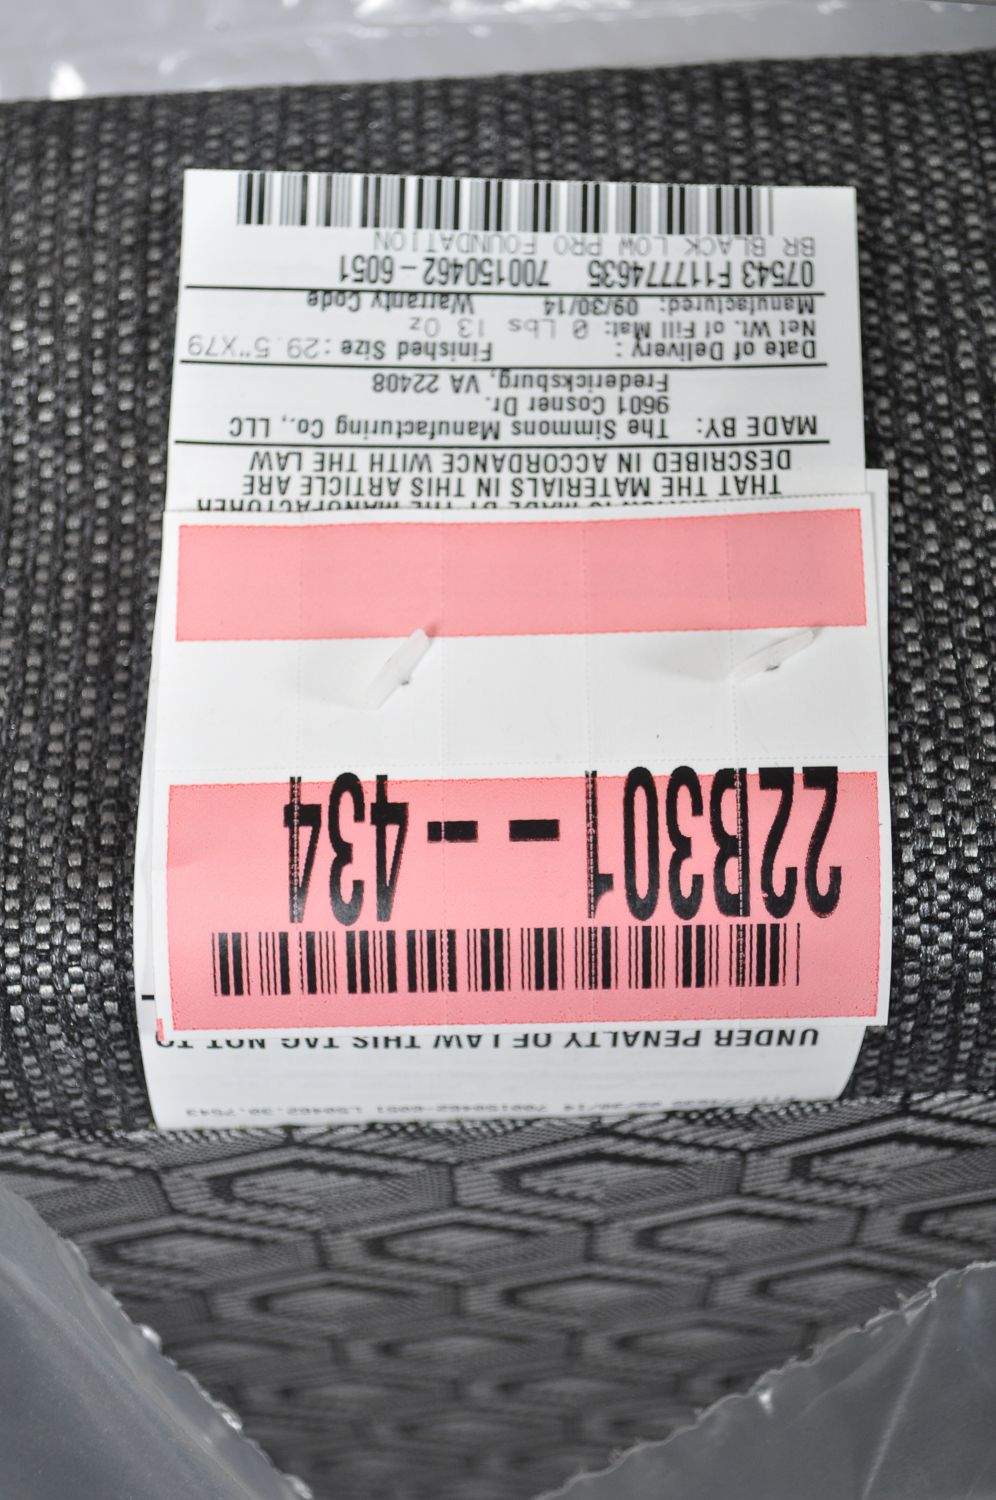 UNDER PENALTY OF LAW THIS TAG NOT TO
22B301 -- 434
THAT THE MATERIALS IN THIS ARTICLE ARE
DESCRIBED IN ACCORDANCE WITH THE LAW
MADE BY: The Simmons Manufacturing Co., LLC
9601 Cosner Dr.
Fredericksburg, VA 22408
Date of Delivery : Finished Size :29.5"X79
Net Wt. of Fill Mat: 0 Lbs 13 Oz
Manufactured: 09/30/14 Warranty Code
07543 F117774635 700150462 – 6051
BR BLACK LOW PRO FOUNDATION